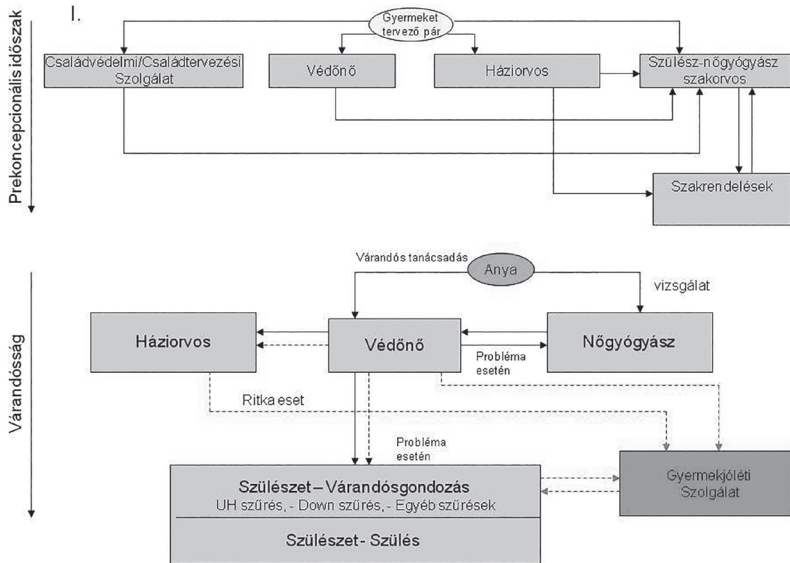 I.
Prekoncepcionális időszak
Gyermeket
tervező pár
Családvédelmi/Családtervezési
Szolgálat
Védőnő
Háziorvos
Szülész-nőgyógyász
szakorvos
Szakrendelések
Várandósság
Várandós tanácsadás
Anya
vizsgálat
Háziorvos
Védőnő
Nőgyógyász
Probléma
esetén
Ritka eset
Probléma
esetén
Szülészet–Várandósgondozás
UH szűrés, - Down szűrés, - Egyéb szűrések
Szülészet- Szülés
Gyermekjóléti
Szolgálat